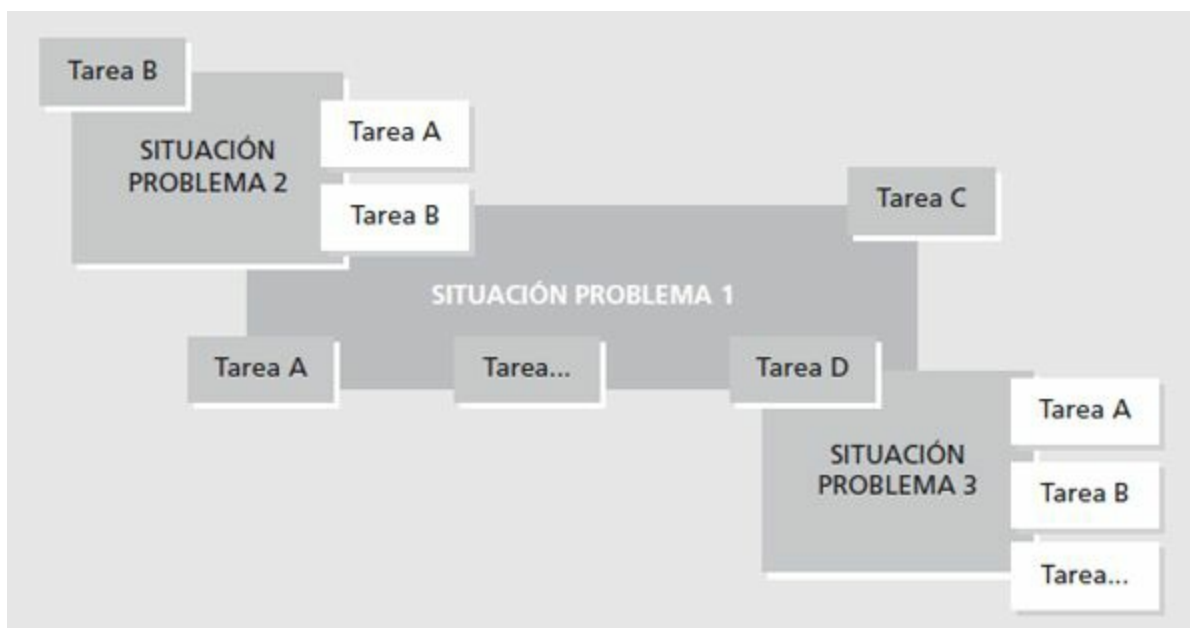 Tarea B
SITUACIÓN
PROBLEMA 2
Tarea A
Tarea B
Tarea C
SITUACIÓN PROBLEMA 1
Tarea A
Tarea...
Tarea D
SITUACIÓN
PROBLEMA 3
Tarea A
Tarea B
Tarea...